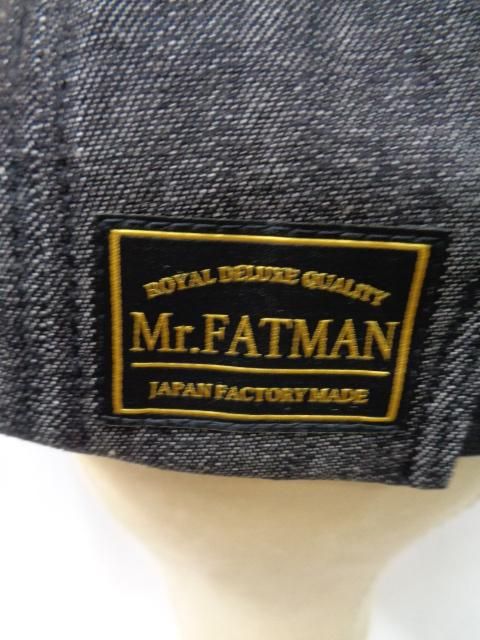 ROYAL DELUXE QUALITY
Mr.FATMAN
JAPAN FACTORY MADE